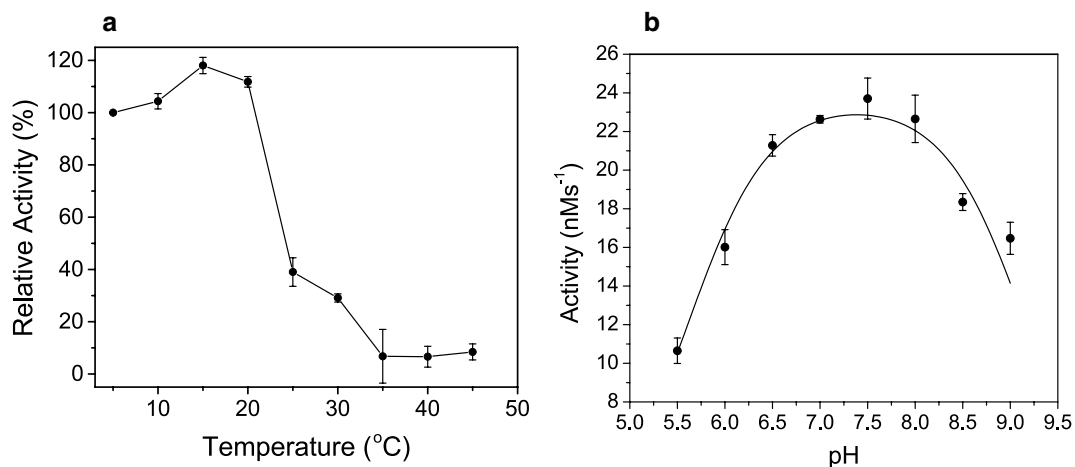 a
120
100
80
60
40
20
0
Relative Activity (%)
10 20 30 40 50
Temperature (°C)
b
26
24
22
20
18
16
14
12
10
8
Activity (nMs⁻¹)
5.0 5.5 6.0 6.5 7.0 7.5 8.0 8.5 9.0 9.5
pH